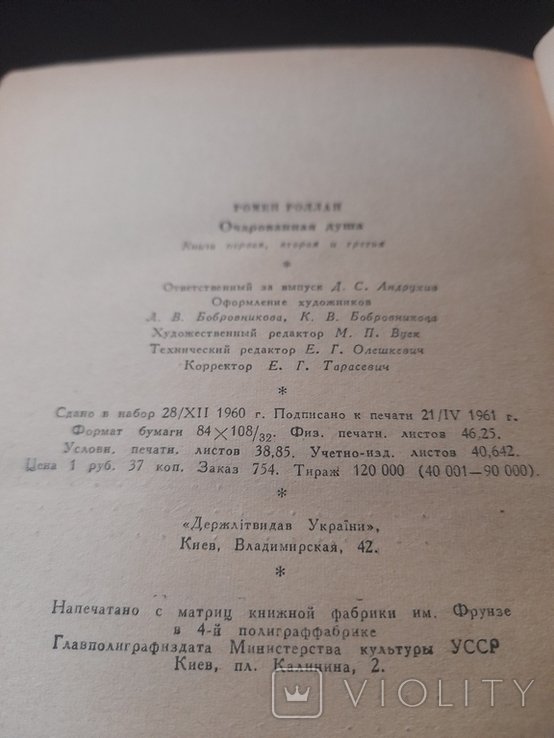 РОМЕН РОЛЛАН
Очарованная душа
Книги первая, вторая и третья
*
Ответственный за выпуск Д. С. Андрухив
Оформление художников
А. В. Бобровникова, К. В. Бобровникова
Художественный редактор М. П. Вуек
Технический редактор Е. Г. Олешкевич
Корректор Е. Г. Тарасевич
*
Сдано в набор 28/XII 1960 г. Подписано к печати 21/IV 1961 г.
Формат бумаги 84×108/32. Физ. печатн. листов 46,25.
Условн. печатн. листов 38,85. Учетно-изд. листов 40,642.
Цена 1 руб. 37 коп. Заказ 754. Тираж 120 000 (40 001—90 000).
*
«Держлітвидав України»,
Киев, Владимирская, 42.
*
Напечатано с матриц книжной фабрики им. Фрунзе
в 4-й полиграффабрике
Главполиграфиздата Министерства культуры УССР
Киев, пл. Калинина, 2.
VIOLITY